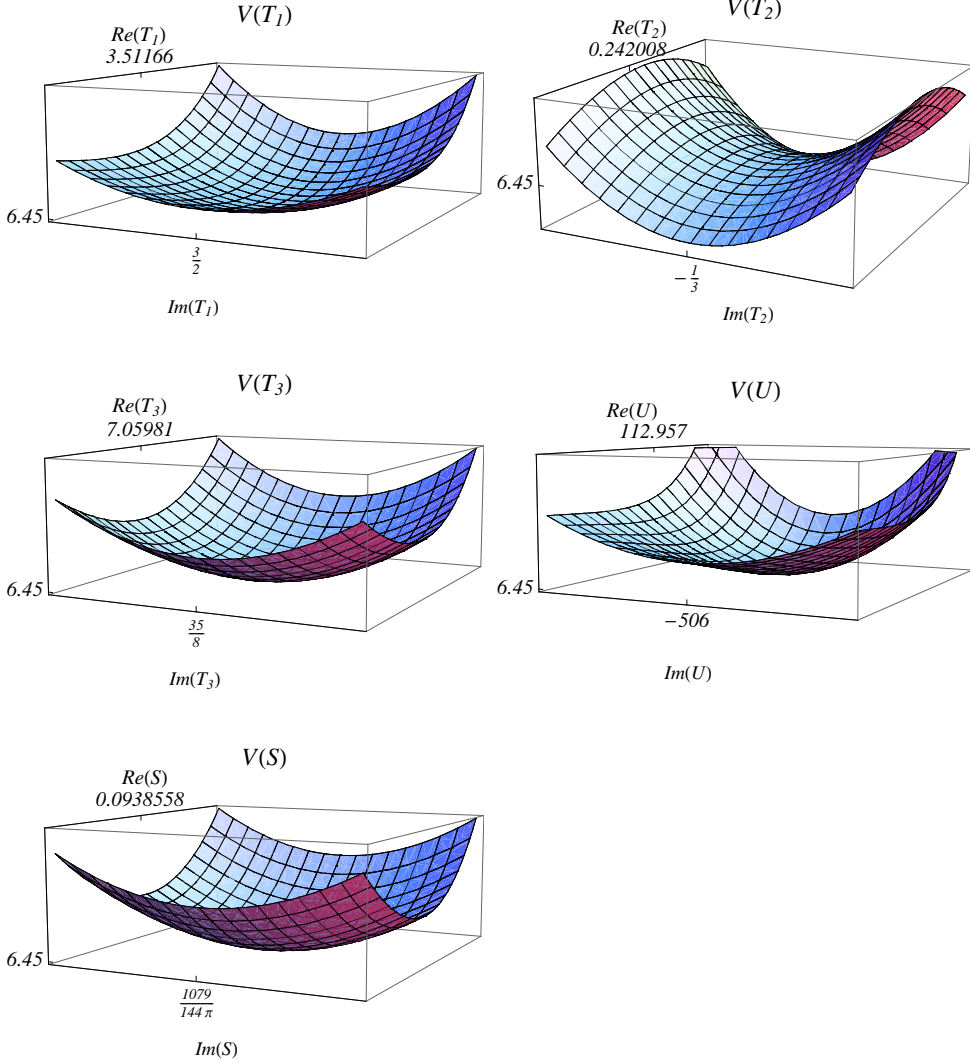 V(T₁)
Re(T₁)
3.51166
6.45
3/2
Im(T₁)
V(T₂)
Re(T₂)
0.242008
6.45
−1/3
Im(T₂)
V(T₃)
Re(T₃)
7.05981
6.45
35/8
Im(T₃)
V(U)
Re(U)
112.957
6.45
−506
Im(U)
V(S)
Re(S)
0.0938558
6.45
1079/144 π
Im(S)